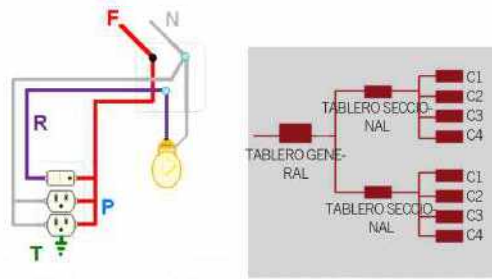 F
N
R
P
T
TABLERO GENE-
RAL
TABLERO SECCIO-
NAL
C1
C2
C3
C4
TABLERO SECCIO-
NAL
C1
C2
C3
C4